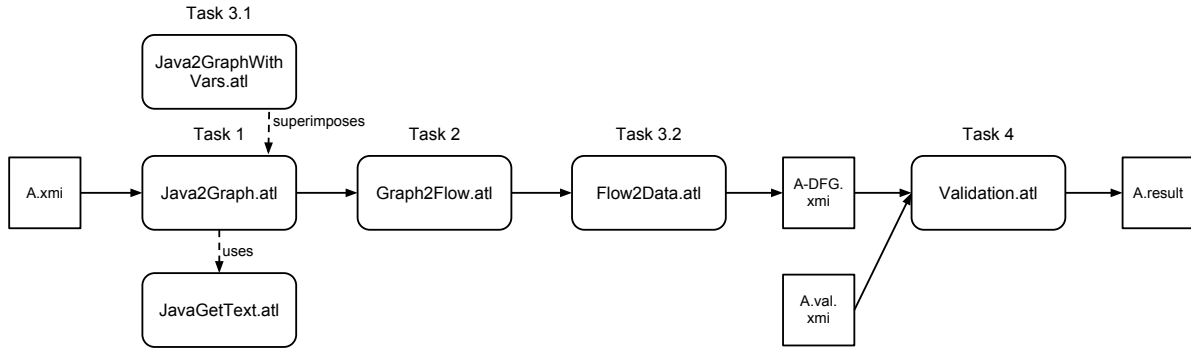 Task 3.1
Java2GraphWith
Vars.atl
superimposes
Task 1
Task 2
Task 3.2
Task 4
A.xmi
Java2Graph.atl
Graph2Flow.atl
Flow2Data.atl
A-DFG.
xmi
Validation.atl
A.result
uses
JavaGetText.atl
A.val.
xmi